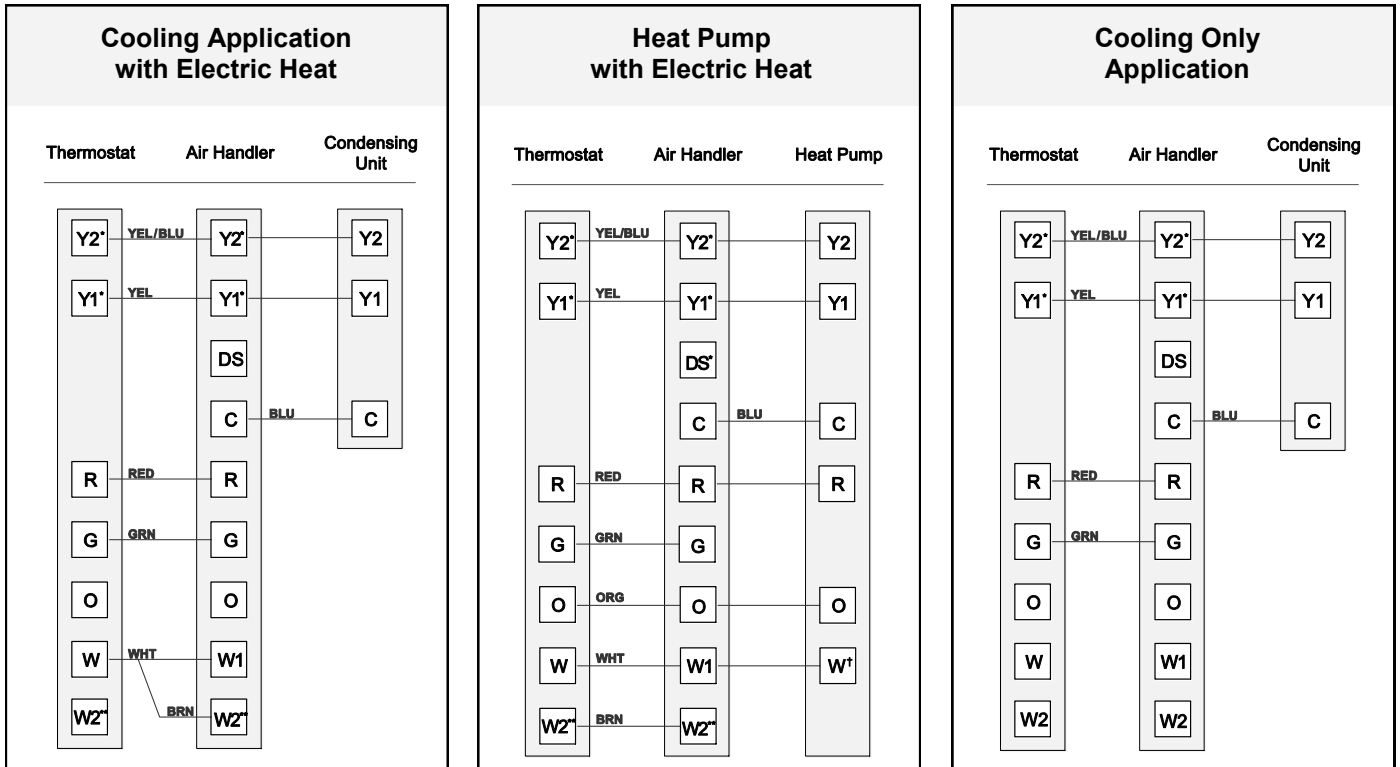 Cooling Application
with Electric Heat
Thermostat Air Handler Condensing
Unit
Y2* YEL/BLU Y2* Y2
Y1* YEL Y1* Y1
DS
C BLU C
R RED R
G GRN G
O O
W WHT W1
W2** BRN W2**
Heat Pump
with Electric Heat
Thermostat Air Handler Heat Pump
Y2* YEL/BLU Y2* Y2
Y1* YEL Y1* Y1
DS*
C BLU C
R RED R R
G GRN G
O ORG O O
W WHT W1 W†
W2** BRN W2**
Cooling Only
Application
Thermostat Air Handler Condensing
Unit
Y2* YEL/BLU Y2* Y2
Y1* YEL Y1* Y1
DS
C BLU C
R RED R
G GRN G
O O
W W1
W2 W2